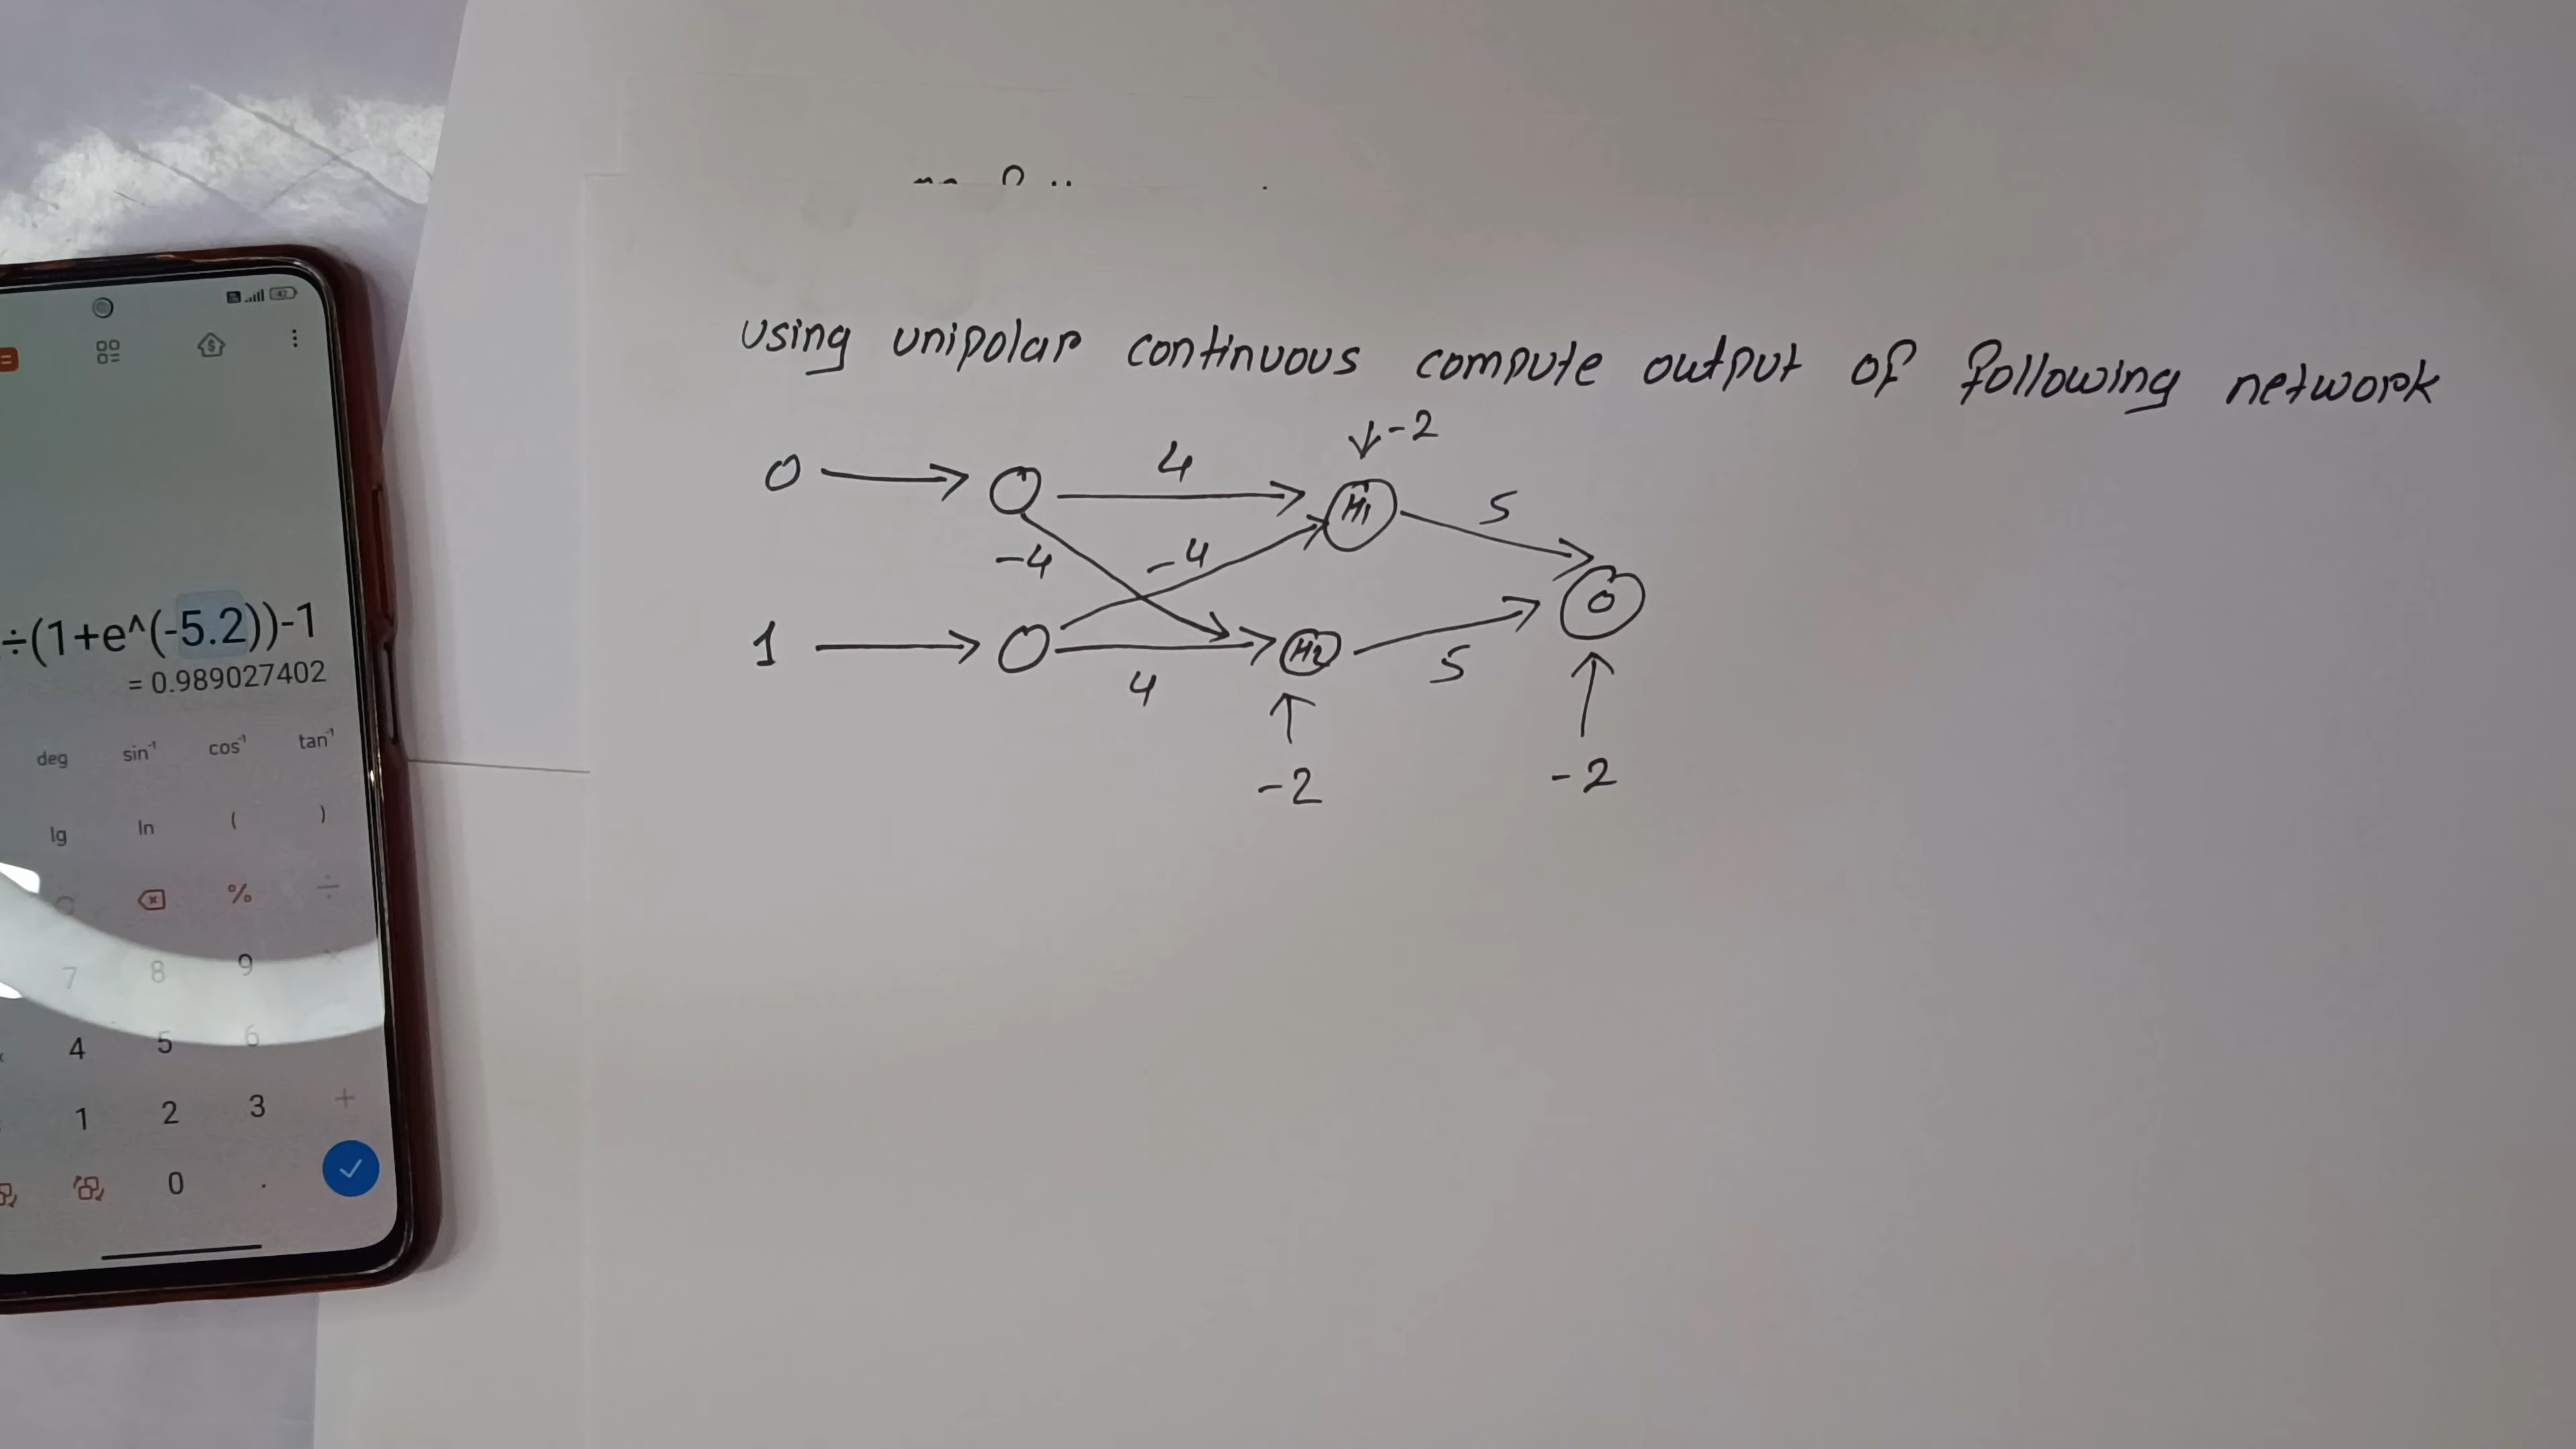 using unipolar continuous compute output of following network
↓ -2
0 → 4 H1 5
-4 -4
O
1 → 4 H2 5
-2
-2
÷(1+e^(-5.2))-1
= 0.989027402
deg sin⁻¹ cos⁻¹ tan⁻¹
lg ln ( )
% ÷
7 8 9 ×
4 5 6
1 2 3 +
0 .